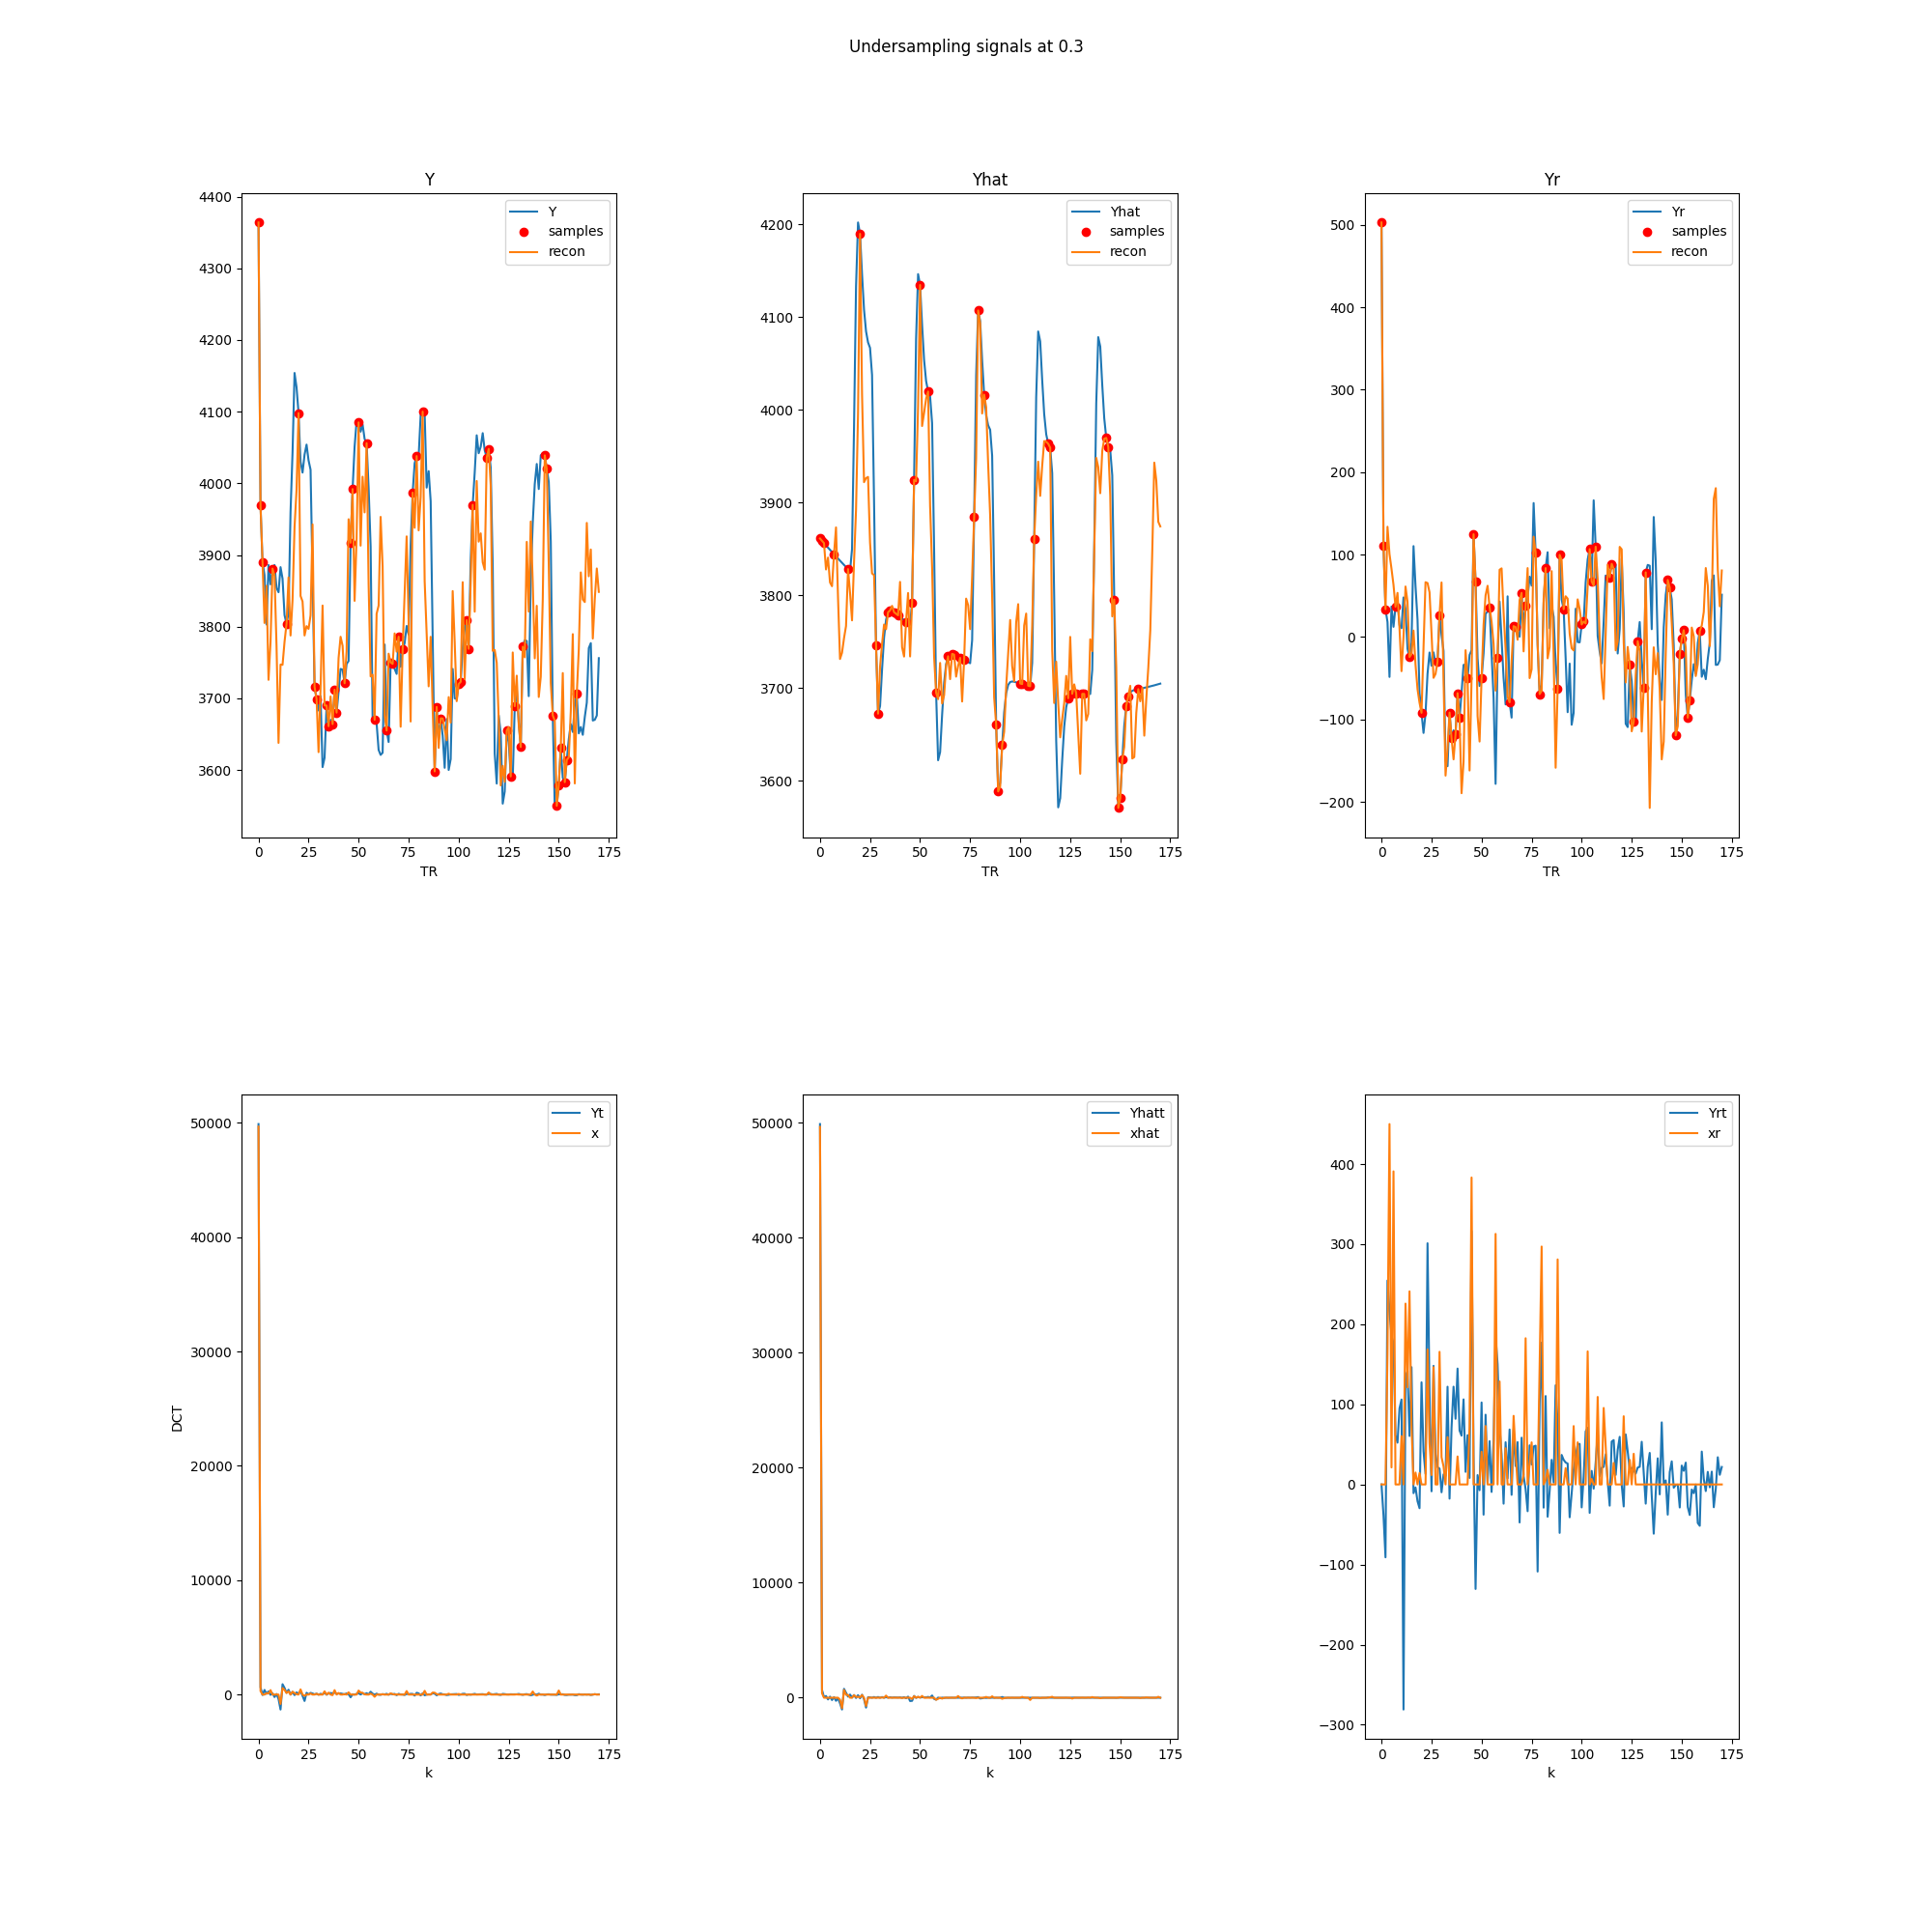 Undersampling signals at 0.3
Y
4400
4300
4200
4100
4000
3900
3800
3700
3600
0 25 50 75 100 125 150 175
TR
Y
samples
recon
Yhat
4200
4100
4000
3900
3800
3700
3600
0 25 50 75 100 125 150 175
TR
Yhat
samples
recon
Yr
500
400
300
200
100
0
−100
−200
0 25 50 75 100 125 150 175
TR
Yr
samples
recon
DCT
50000
40000
30000
20000
10000
0
0 25 50 75 100 125 150 175
k
Yt
x
50000
40000
30000
20000
10000
0
0 25 50 75 100 125 150 175
k
Yhatt
xhat
400
300
200
100
0
−100
−200
−300
0 25 50 75 100 125 150 175
k
Yrt
xr